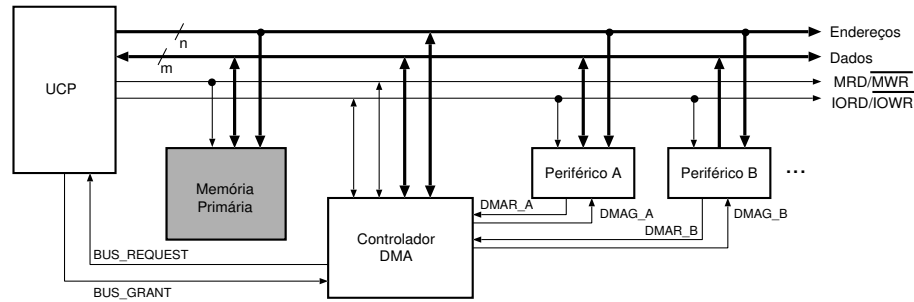 UCP
n
m
Endereços
Dados
MRD/MWR
IORD/IOWR
Memória
Primária
Periférico A
Periférico B
...
Controlador
DMA
DMAR_A
DMAG_A
DMAR_B
DMAG_B
BUS_REQUEST
BUS_GRANT